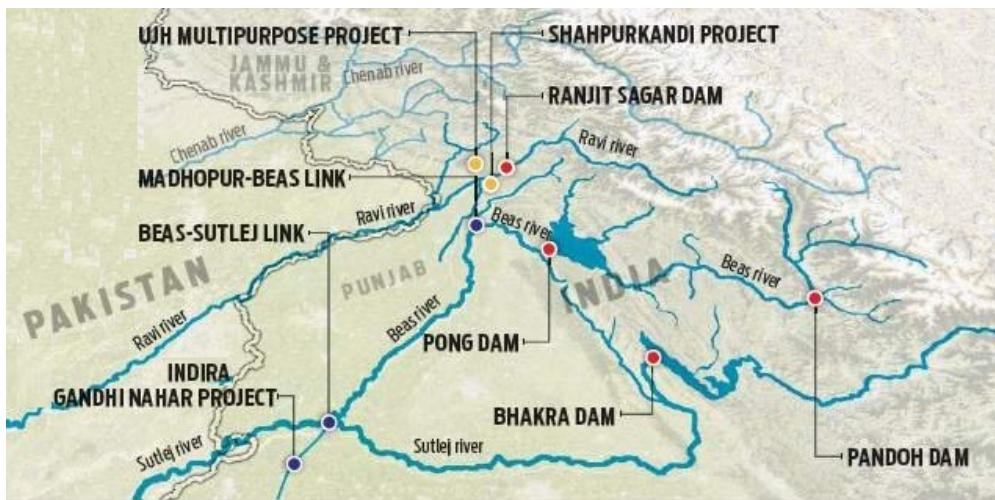 UJH MULTIPURPOSE PROJECT
SHAHPURKANDI PROJECT
JAMMU &
KASHMIR
Chenab river
RANJIT SAGAR DAM
Chenab river
Ravi river
MADHOPUR-BEAS LINK
Ravi river
Beas river
BEAS-SUTLEJ LINK
PUNJAB
INDIA
Beas river
PAKISTAN
Beas river
Ravi river
PONG DAM
INDIRA
GANDHI NAHAR PROJECT
BHAKRA DAM
Sutlej river
Sutlej river
PANDOH DAM